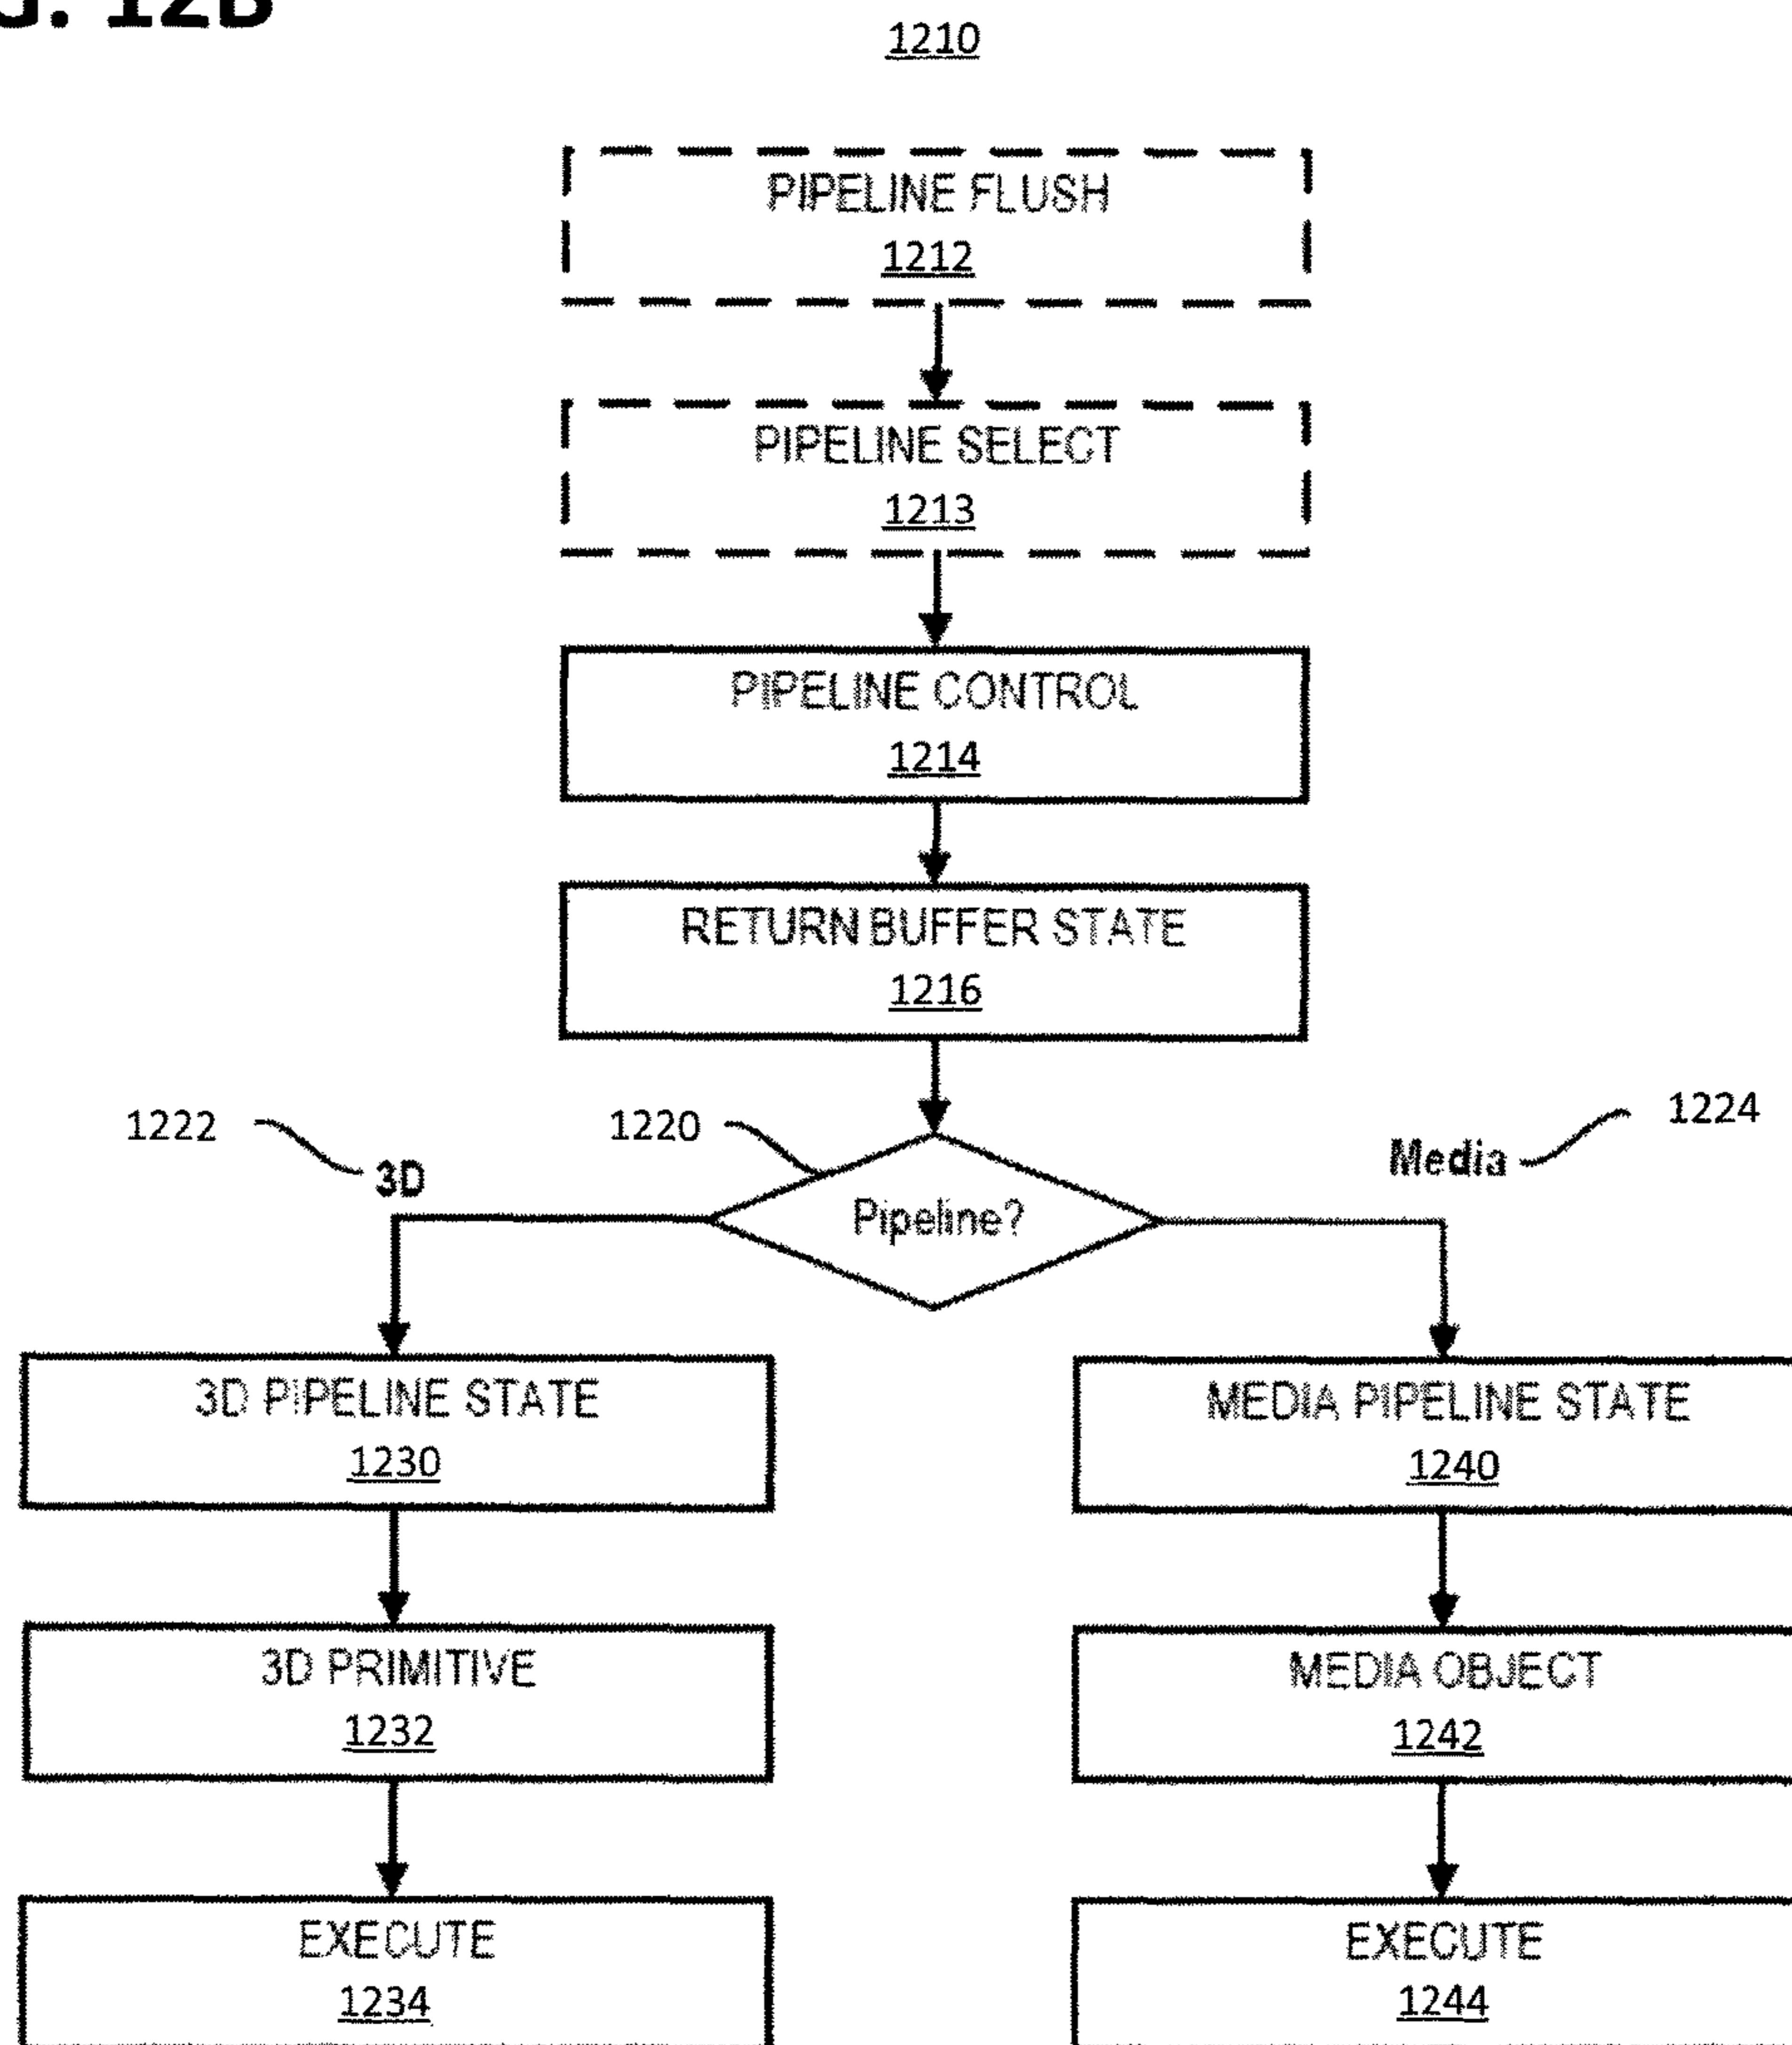 G. 12B
1210
PIPELINE FLUSH
1212
PIPELINE SELECT
1213
PIPELINE CONTROL
1214
RETURN BUFFER STATE
1216
1222
3D
1220
Media
1224
Pipeline?
3D PIPELINE STATE
1230
MEDIA PIPELINE STATE
1240
3D PRIMITIVE
1232
MEDIA OBJECT
1242
EXECUTE
1234
EXECUTE
1244